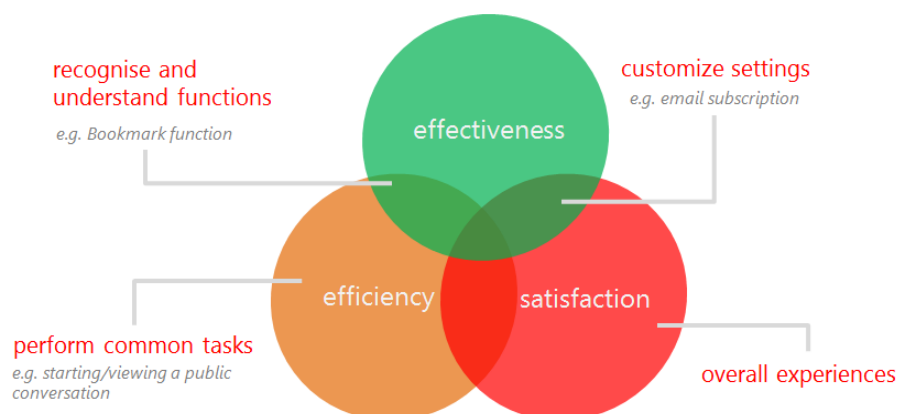 recognise and
understand functions
e.g. Bookmark function
customize settings
e.g. email subscription
effectiveness
efficiency
satisfaction
perform common tasks
e.g. starting/viewing a public
conversation
overall experiences